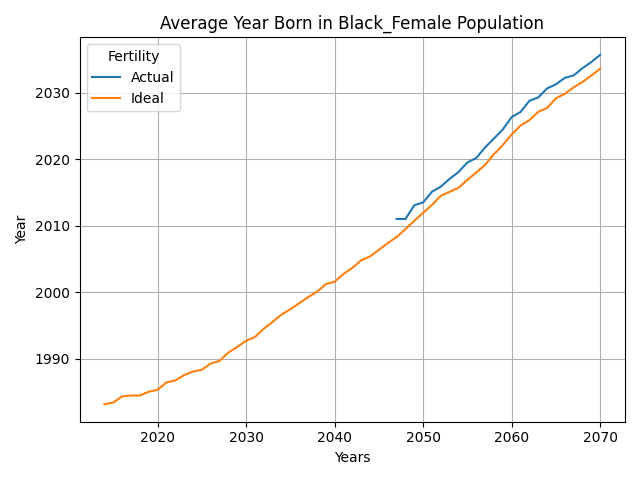 Average Year Born in Black_Female Population
Fertility
Actual
Ideal
Year
2030
2020
2010
2000
1990
2020 2030 2040 2050 2060 2070
Years